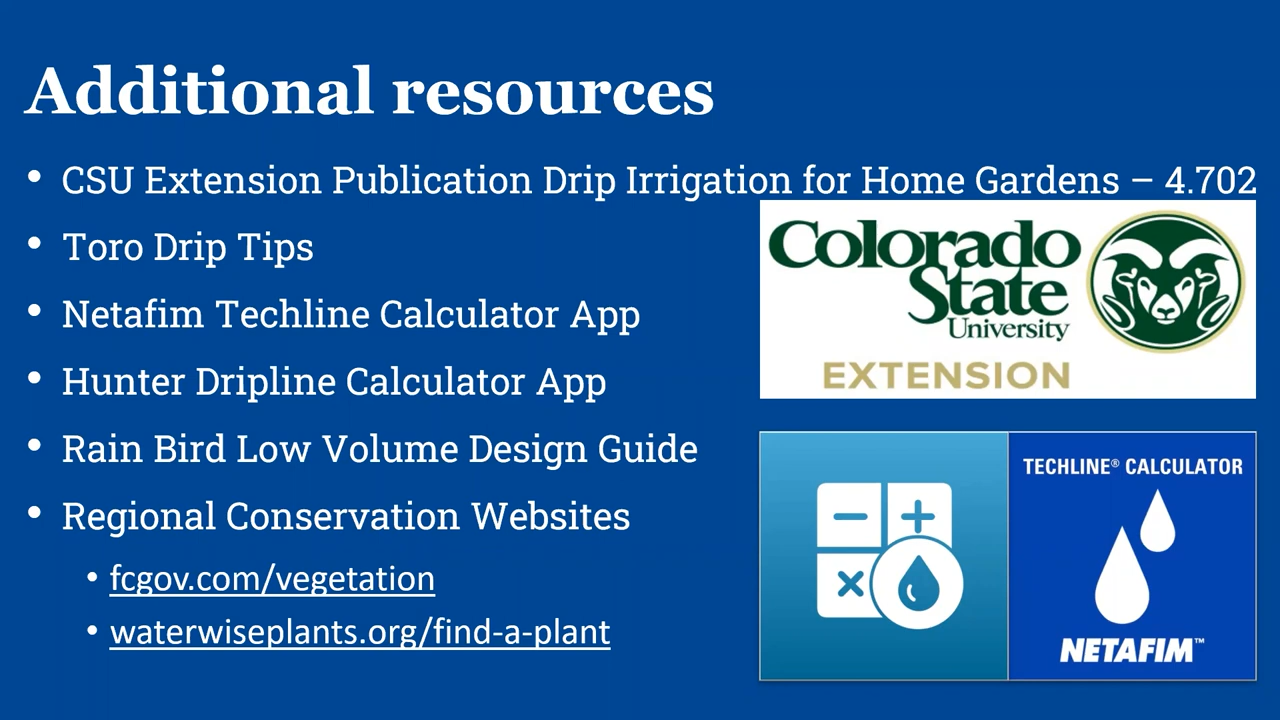 Additional resources
• CSU Extension Publication Drip Irrigation for Home Gardens – 4.702
• Toro Drip Tips
• Netafim Techline Calculator App
• Hunter Dripline Calculator App
• Rain Bird Low Volume Design Guide
• Regional Conservation Websites
• fcgov.com/vegetation
• waterwiseplants.org/find-a-plant
Colorado
State
University
EXTENSION
TECHLINE® CALCULATOR
NETAFIM™